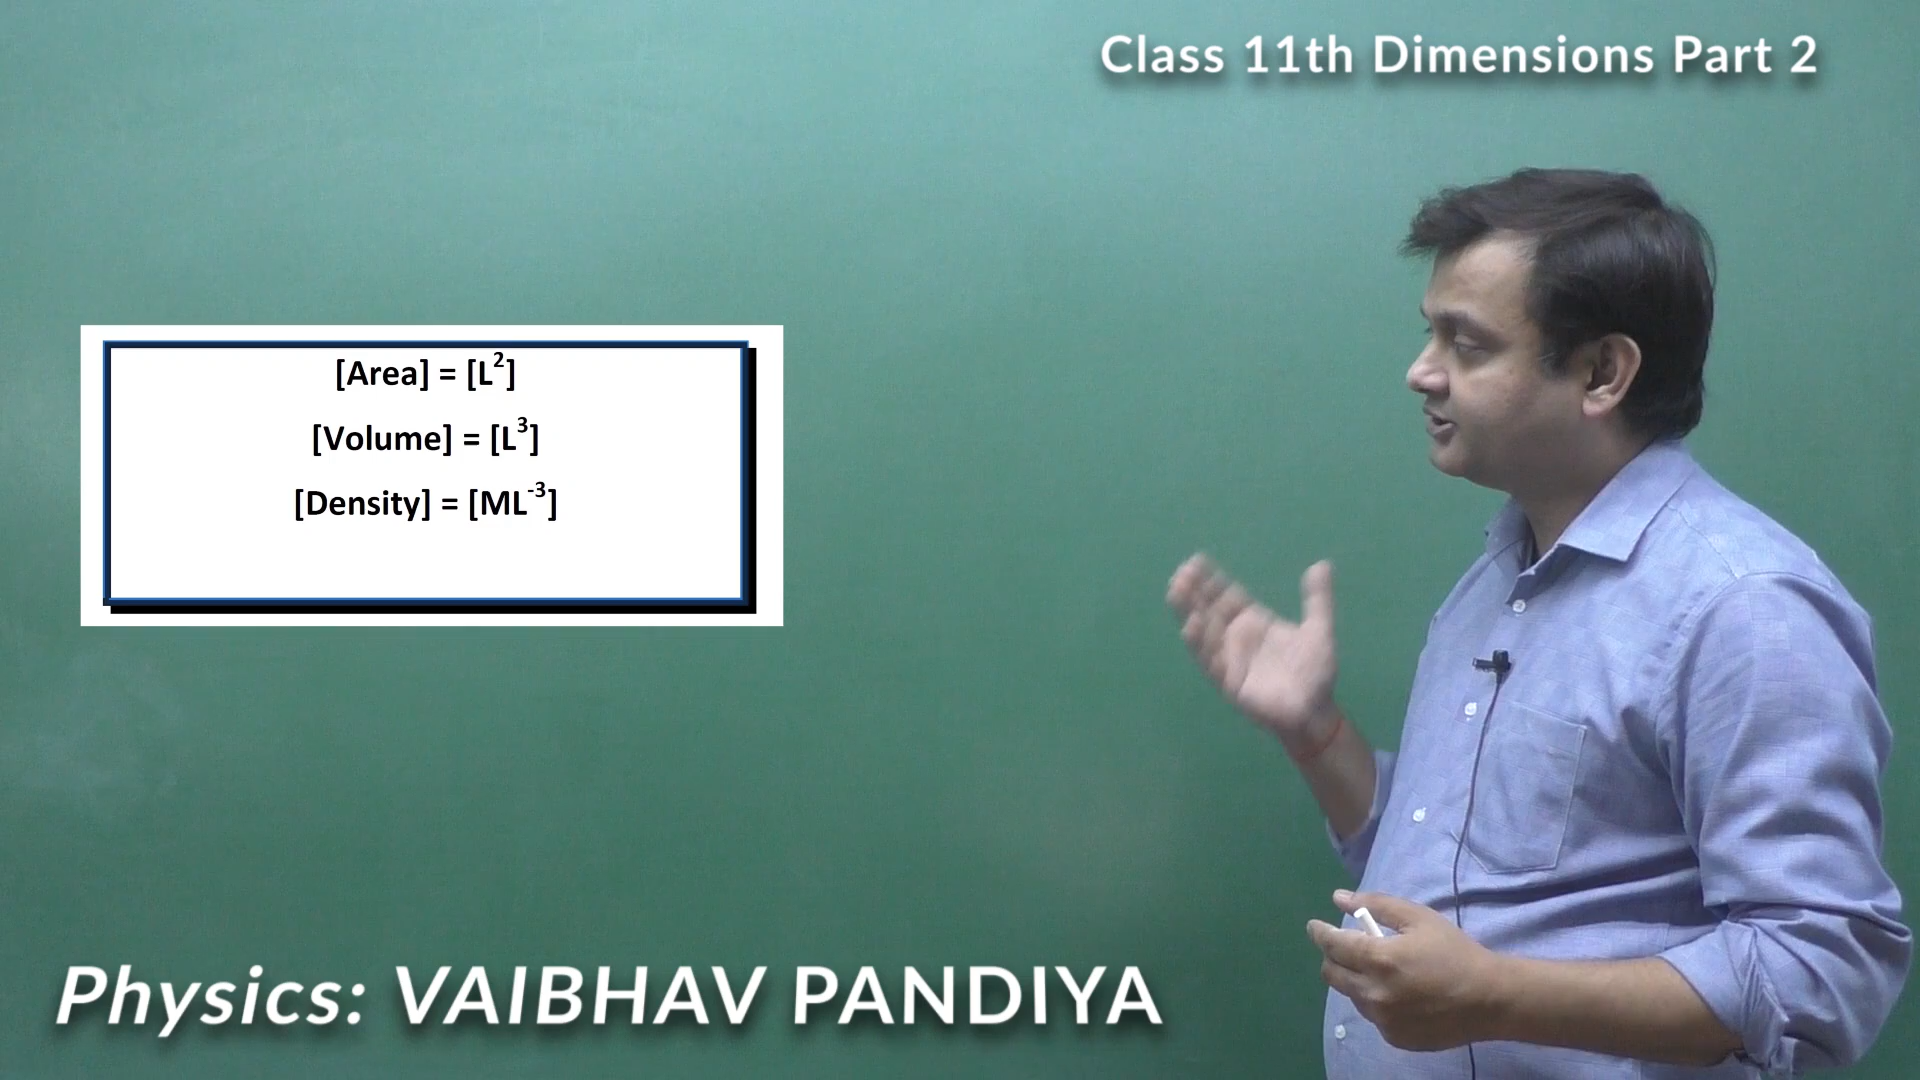 Class 11th Dimensions Part 2
[Area] = [L²]
[Volume] = [L³]
[Density] = [ML⁻³]
Physics: VAIBHAV PANDIYA